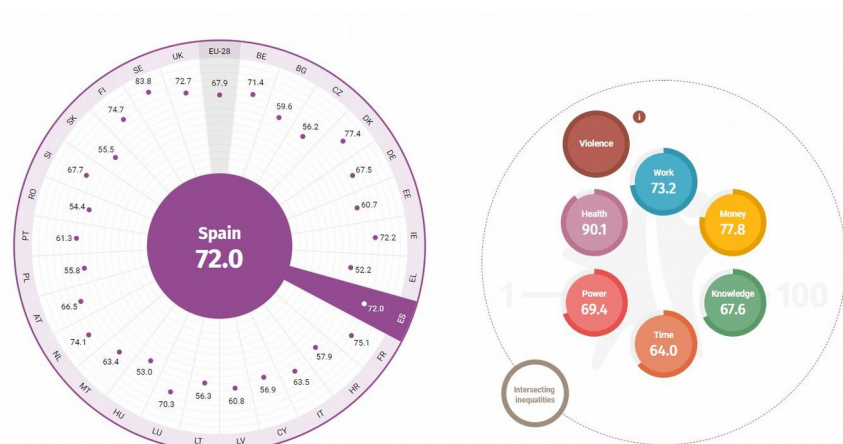 EU-28
67.9
BE
71.4
BG
59.6
CZ
56.2
DK
77.4
DE
67.5
EE
60.7
IE
72.2
EL
52.2
ES
72.0
FR
75.1
HR
57.9
IT
63.5
CY
56.9
LV
60.8
LT
56.3
LU
70.3
HU
53.0
MT
63.4
NL
74.1
AT
66.5
PL
55.8
PT
61.3
RO
54.4
SI
67.7
SK
55.5
FI
74.7
SE
83.8
UK
72.7
Spain
72.0
Violence
i
Work
73.2
Health
90.1
Money
77.8
1
100
Power
69.4
Knowledge
67.6
Time
64.0
Intersecting
inequalities